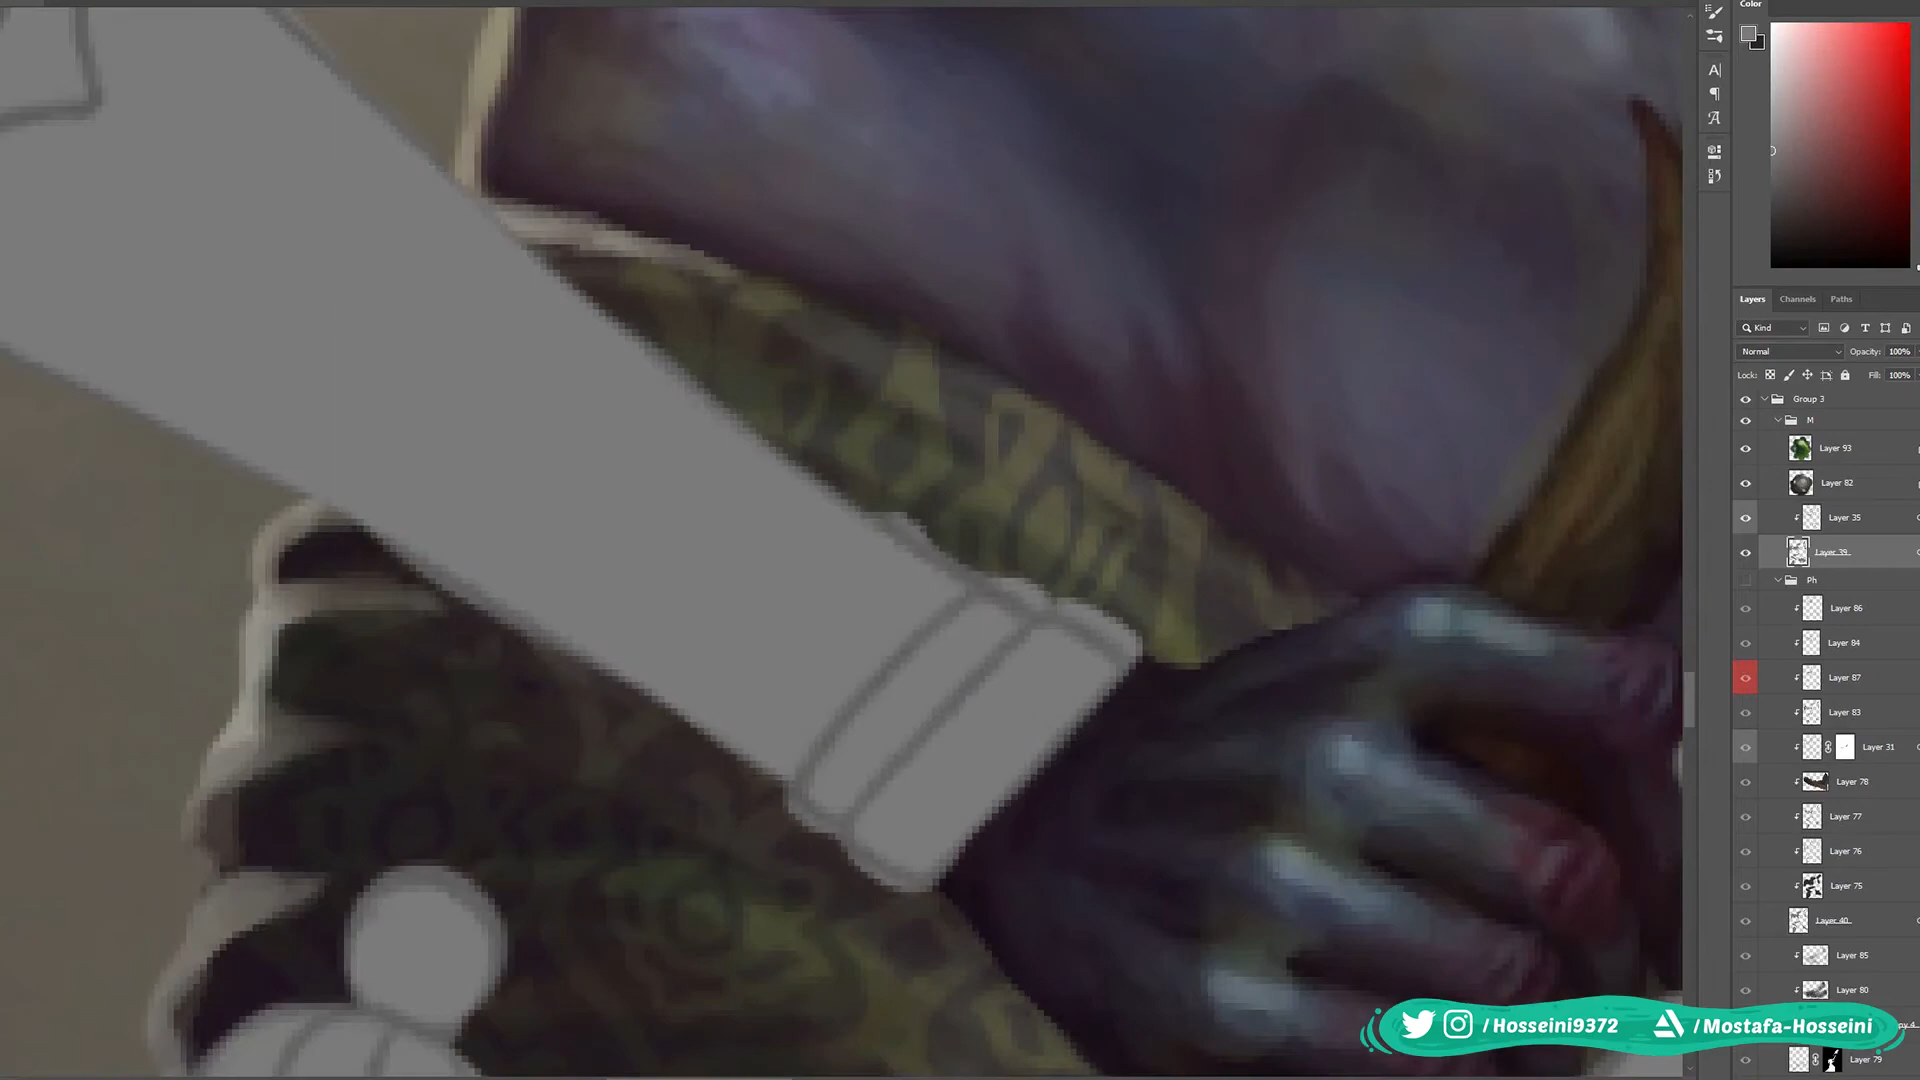 Color
Layers Channels Paths
Kind
Normal Opacity: 100%
Lock: Fill: 100%
Group 3
M
Layer 93
Layer 82
Layer 35
Layer 39
Ph
Layer 86
Layer 84
Layer 87
Layer 83
Layer 31
Layer 78
Layer 77
Layer 76
Layer 75
Layer 40
Layer 85
Layer 80
/Hosseini9372 /Mostafa-Hosseini
Layer 79